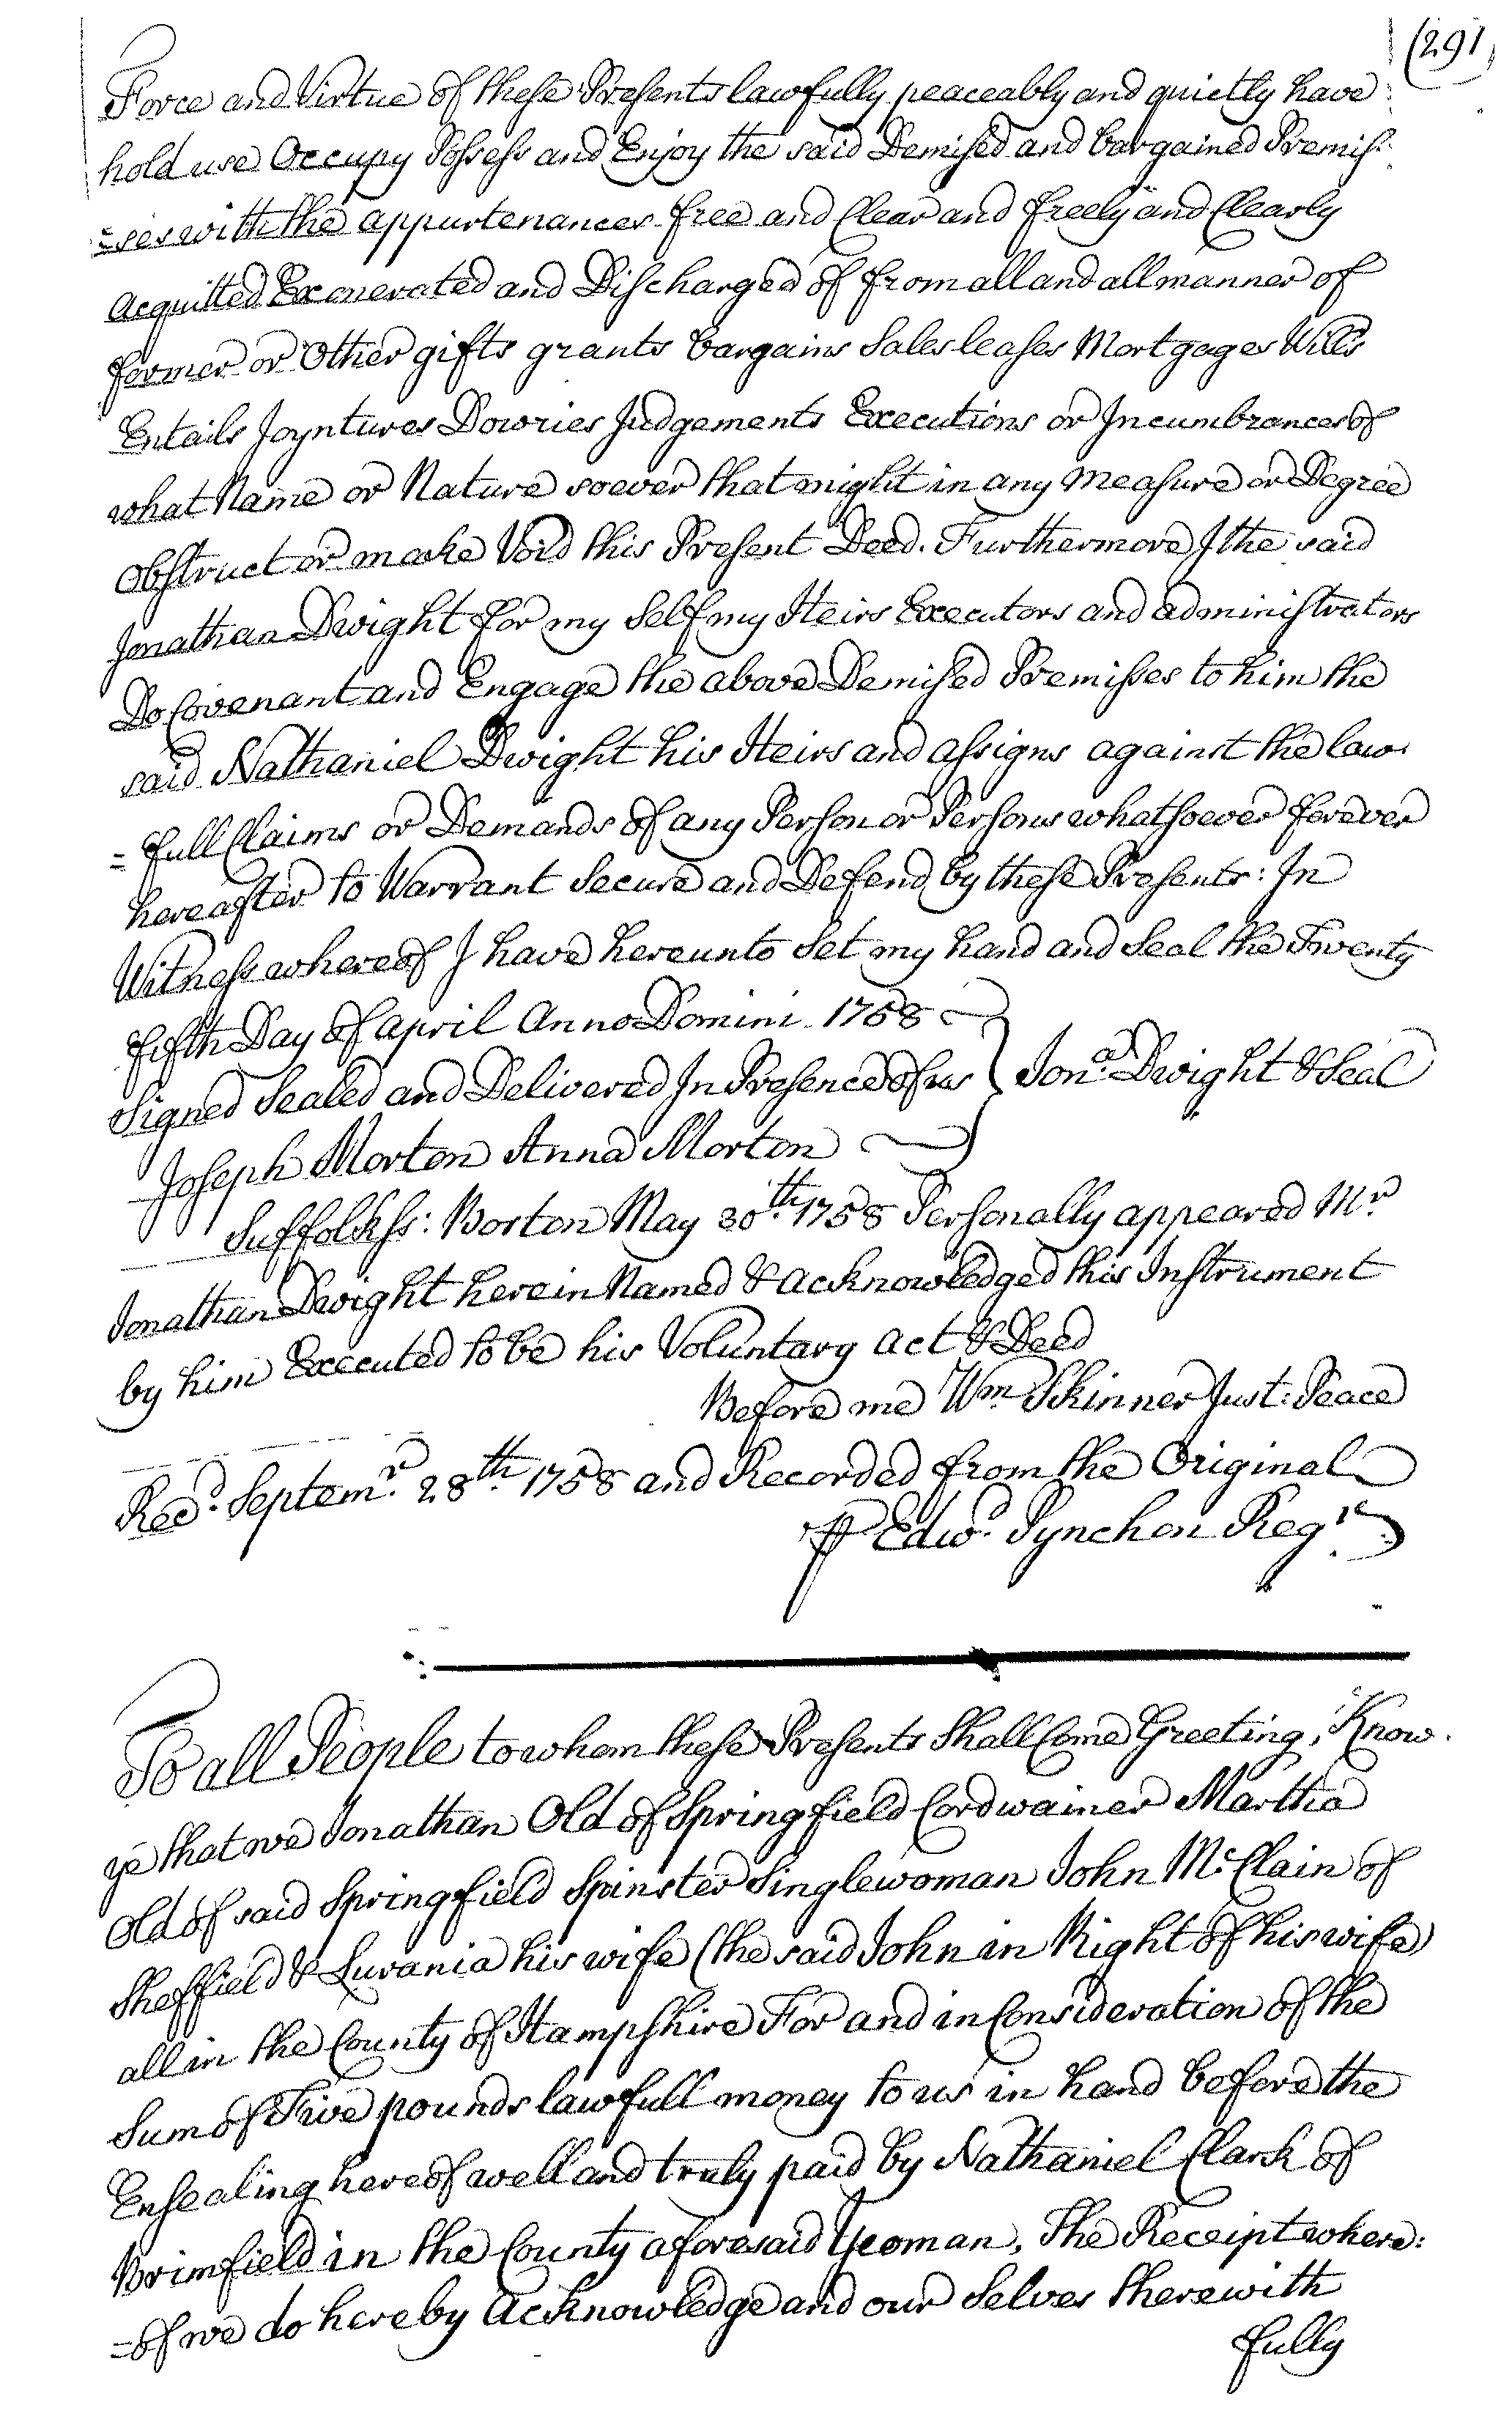 (291)
Force and Virtue of these Presents lawfully peaceably and quietly have
hold use Occupy Possess and Enjoy the said Demised and bargained Premis:
=ses with the appurtenances free and Clear and freely and Clearly
Acquitted Exonerated and Discharged of from all and all manner of
former or Other gifts grants bargains Sales leases Mortgages Wills
Entails Joyntures Dowries Judgements Executions or Incumbrances of
what Name or Nature soever that might in any measure or Degree
obstruct or make Void this Present Deed. Furthermore I the said
Jonathan Dwight for my Self my Heirs Executors and administrators
Do Covenant and Engage the above Demised Premisses to him the
said Nathaniel Dwight his Heirs and assigns against the law
=full Claims or Demands of any Person or Persons whatsoever forever
hereafter to Warrant Secure and Defend by these Presents: In
Witness whereof I have hereunto Set my hand and Seal the Twenty
fifth Day of April Anno Domini 1758
Signed Sealed and Delivered In Presence of us } Jona. Dwight & Seal
Joseph Morton Anna Morton
Suffolk ss: Boston May 30th. 1758 Personally appeared Mr
Jonathan Dwight herein Named & acknowledged this Instrument
by him Executed to be his Voluntary act & Deed
Before me Wm Skinner Just: Peace
Recd. Septemr. 28th. 1758 and Recorded from the Original
⅌ Edwd. Pynchon Regr.
To all People to whom these Presents Shall Come Greeting, Know
ye that we Jonathan Old of Springfield Cordwainer Martha
Old of said Springfield Spinster Singlewoman John McClain of
Sheffield & Luvania his wife (the said John in Right of his wife)
all in the County of Hampshire For and in Consideration of the
Sum of Five pounds lawfull money to us in hand before the
Ensealing hereof well and truly paid by Nathaniel Clark of
Brimfield in the County aforesaid Yeoman, The Receipt where:
=of we do hereby acknowledge and our Selves therewith
fully